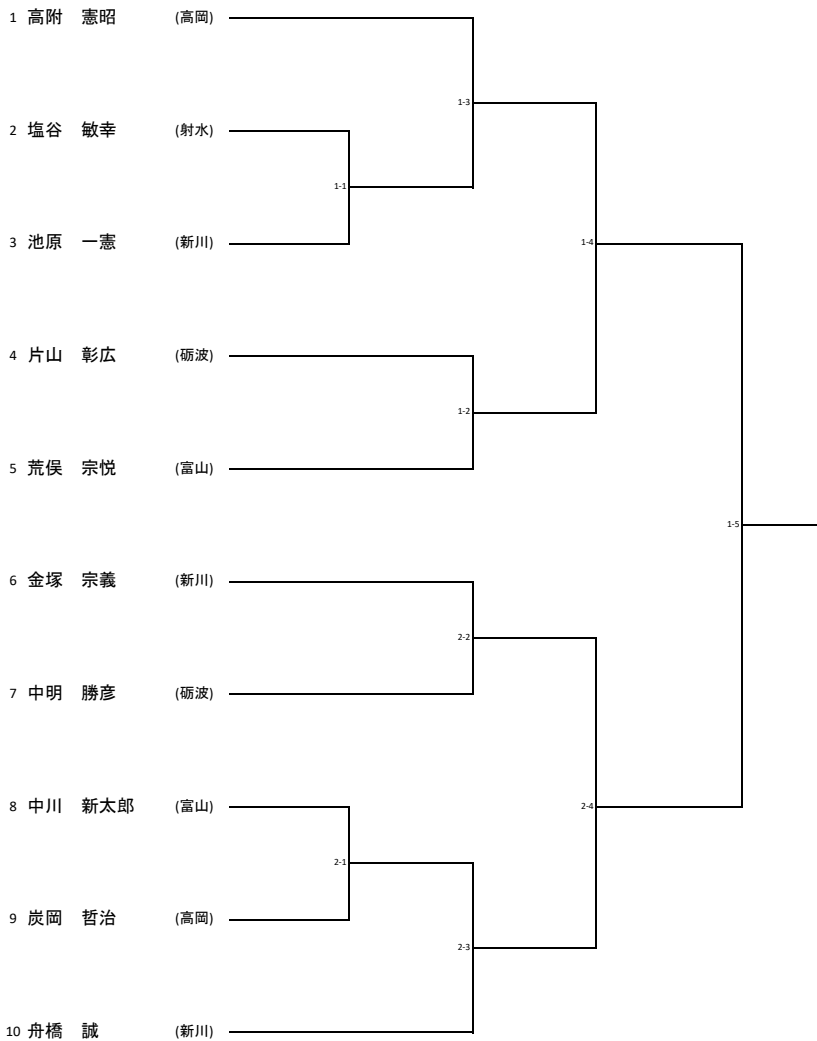 1 高附　憲昭 (高岡)
1-3
2 塩谷　敏幸 (射水)
1-1
3 池原　一憲 (新川)
1-4
4 片山　彰広 (砺波)
1-2
5 荒俣　宗悦 (富山)
1-5
6 金塚　宗義 (新川)
2-2
7 中明　勝彦 (砺波)
8 中川　新太郎 (富山)
2-4
2-1
9 炭岡　哲治 (高岡)
2-3
10 舟橋　誠 (新川)